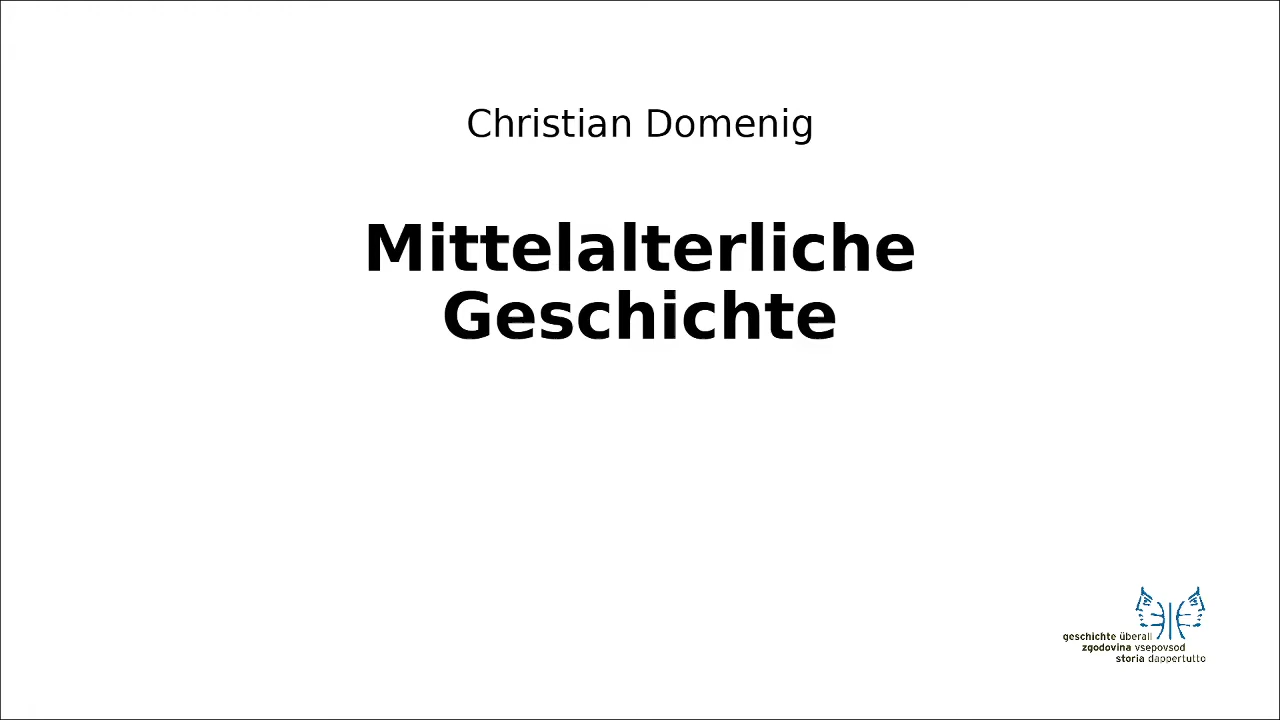 Christian Domenig
Mittelalterliche
Geschichte
geschichte überall
zgodovina vsepovsod
storia dappertutto